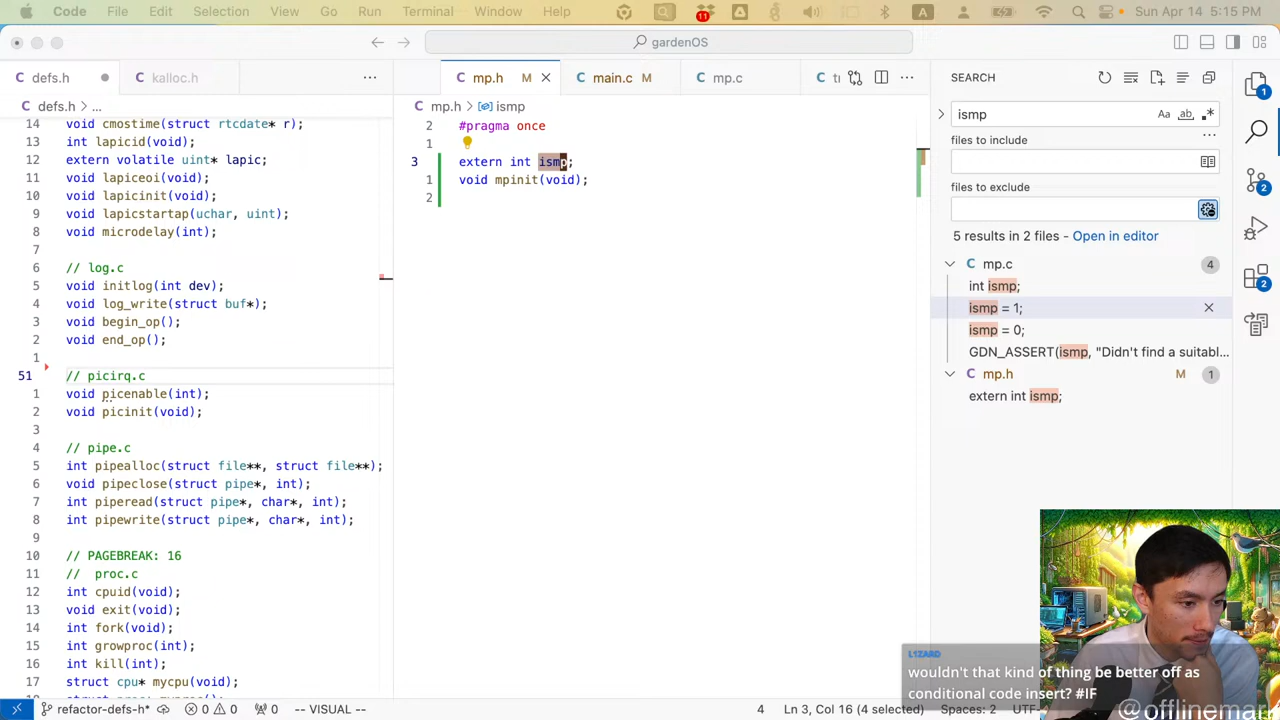 Code File Edit Selection View Go Run Terminal Window Help 11 A Sun Apr 14 5:15 PM
gardenOS
defs.h kalloc.h mp.h M main.c M mp.c
defs.h > ...
14 void cmostime(struct rtcdate* r);
13 int lapicid(void);
12 extern volatile uint* lapic;
11 void lapiceoi(void);
10 void lapicinit(void);
9 void lapicstartap(uchar, uint);
8 void microdelay(int);
7
6 // log.c
5 void initlog(int dev);
4 void log_write(struct buf*);
3 void begin_op();
2 void end_op();
1
51 // picirq.c
1 void picenable(int);
2 void picinit(void);
3
4 // pipe.c
5 int pipealloc(struct file**, struct file**);
6 void pipeclose(struct pipe*, int);
7 int piperead(struct pipe*, char*, int);
8 int pipewrite(struct pipe*, char*, int);
9
10 // PAGEBREAK: 16
11 // proc.c
12 int cpuid(void);
13 void exit(void);
14 int fork(void);
15 int growproc(int);
16 int kill(int);
17 struct cpu* mycpu(void);
mp.h > ismp
2 #pragma once
1
3 extern int ismp;
1 void mpinit(void);
2
SEARCH
ismp
Aa ab .*
files to include
files to exclude
5 results in 2 files - Open in editor
mp.c 4
int ismp;
ismp = 1;
ismp = 0;
GDN_ASSERT(ismp, "Didn't find a suitabl...
mp.h M 1
extern int ismp;
1
2
2
L1ZARD
wouldn't that kind of thing be better off as
conditional code insert? #IF
refactor-defs-h* 0 0 0 -- VISUAL -- 4 Ln 3, Col 16 (4 selected) Spaces: 2